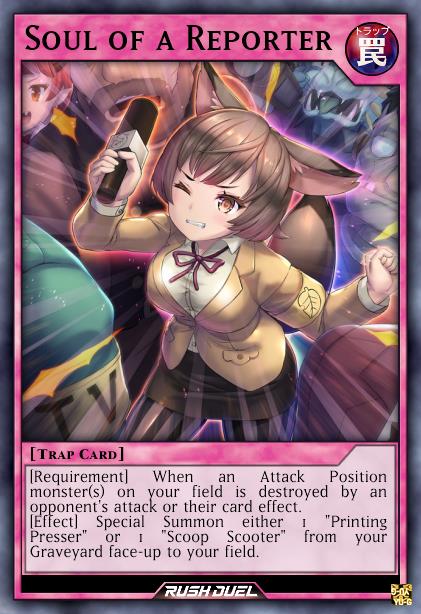 SOUL OF A REPORTER
トラップ
罠
TV
[TRAP CARD]
[Requirement] When an Attack Position
monster(s) on your field is destroyed by an
opponent's attack or their card effect.
[Effect] Special Summon either 1 "Printing
Presser" or 1 "Scoop Scooter" from your
Graveyard face-up to your field.
RUSH DUEL